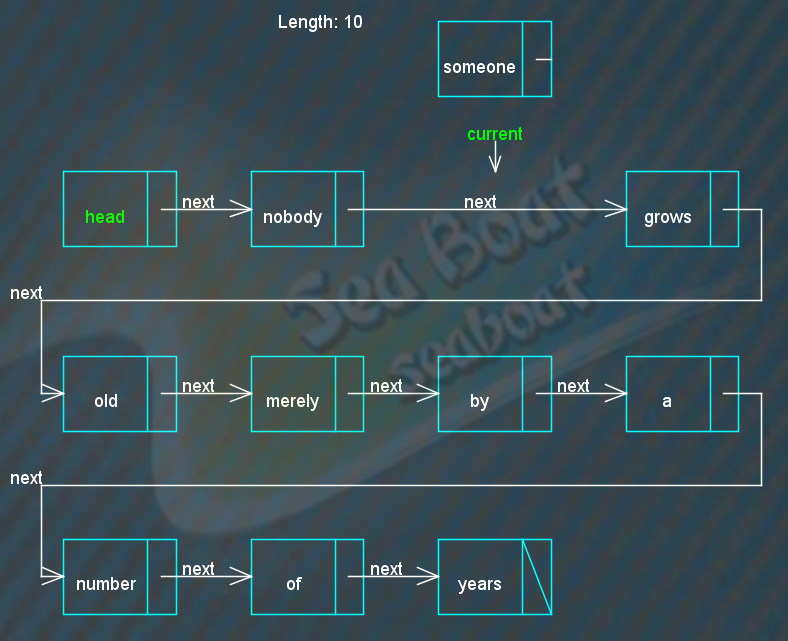 Length: 10
someone
current
head next nobody next grows
next
old next merely next by next a
next
number next of next years
Sea Boat
seaboat